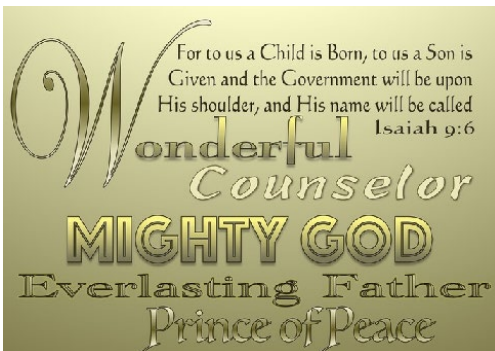 For to us a Child is Born, to us a Son is
Given and the Government will be upon
His shoulder, and His name will be called
Isaiah 9:6
Wonderful
Counselor
MIGHTY GOD
Everlasting Father
Prince of Peace